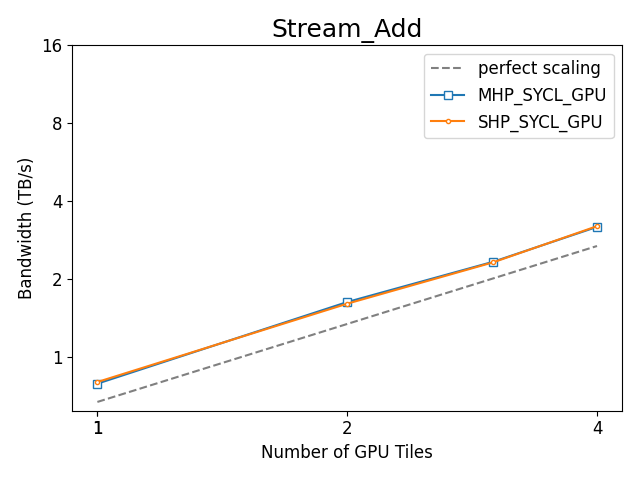 Stream_Add
16
8
4
2
1
Bandwidth (TB/s)
perfect scaling
MHP_SYCL_GPU
SHP_SYCL_GPU
1
2
4
Number of GPU Tiles